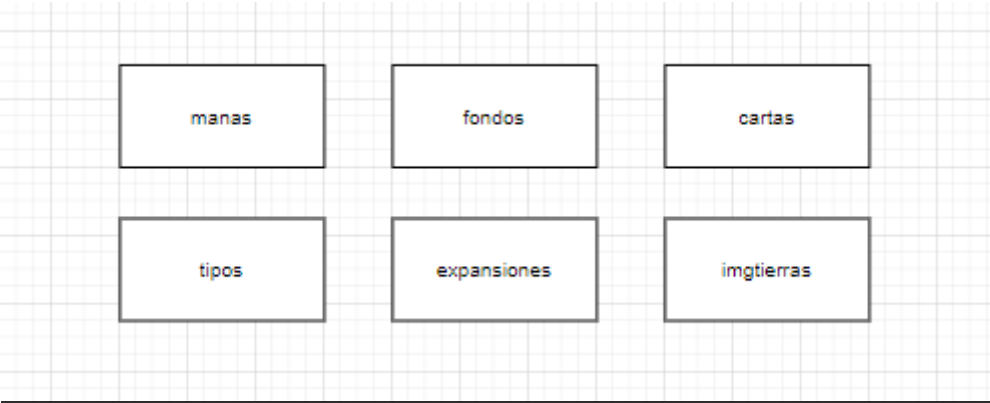 manas
fondos
cartas
tipos
expansiones
imgtierras